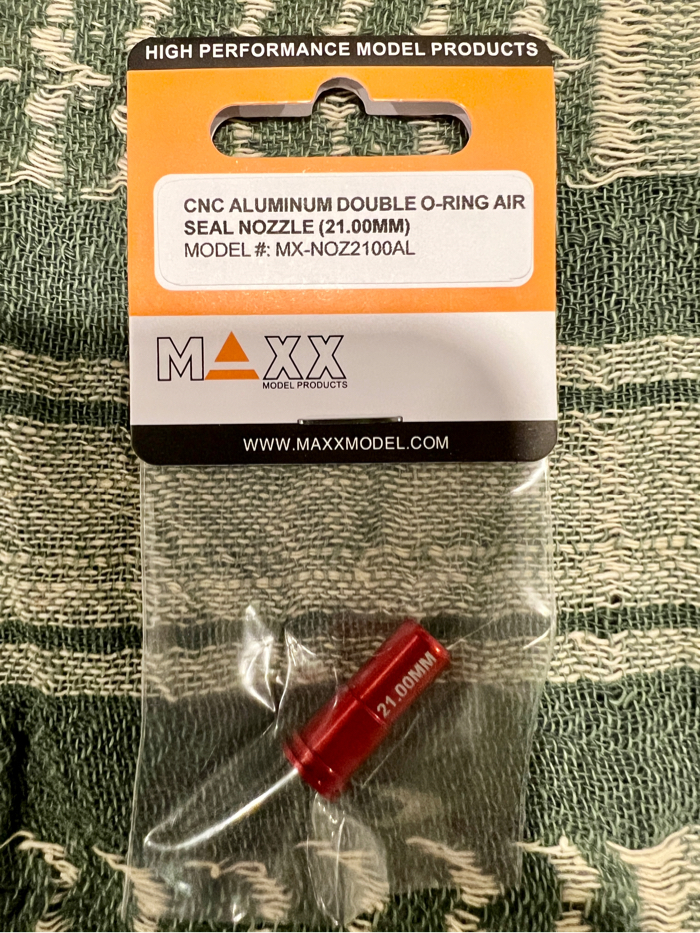 HIGH PERFORMANCE MODEL PRODUCTS
CNC ALUMINUM DOUBLE O-RING AIR
SEAL NOZZLE (21.00MM)
MODEL #: MX-NOZ2100AL
MAXX
MODEL PRODUCTS
WWW.MAXXMODEL.COM
21.00MM